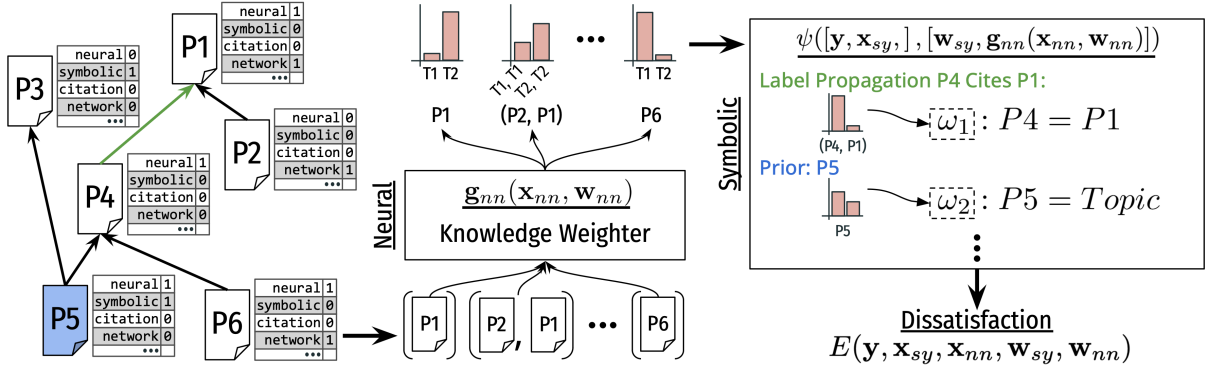 P1
neural 1
symbolic 0
citation 0
network 1
...
P3
neural 0
symbolic 1
citation 0
network 0
...
P2
neural 0
symbolic 0
citation 0
network 1
...
P4
neural 1
symbolic 0
citation 0
network 0
...
P5
neural 1
symbolic 1
citation 0
network 0
...
P6
neural 1
symbolic 0
citation 0
network 1
...
T1 T2
T1, T1
T2, T2
...
T1 T2
P1
(P2, P1)
P6
Neural
g_nn(x_nn, w_nn)
Knowledge Weighter
(P1)
(P2, P1)
...
(P6)
Symbolic
ψ([y, x_sy, ], [w_sy, g_nn(x_nn, w_nn)])
Label Propagation P4 Cites P1:
(P4, P1)
ω₁ : P4 = P1
Prior: P5
P5
ω₂ : P5 = Topic
Dissatisfaction
E(y, x_sy, x_nn, w_sy, w_nn)